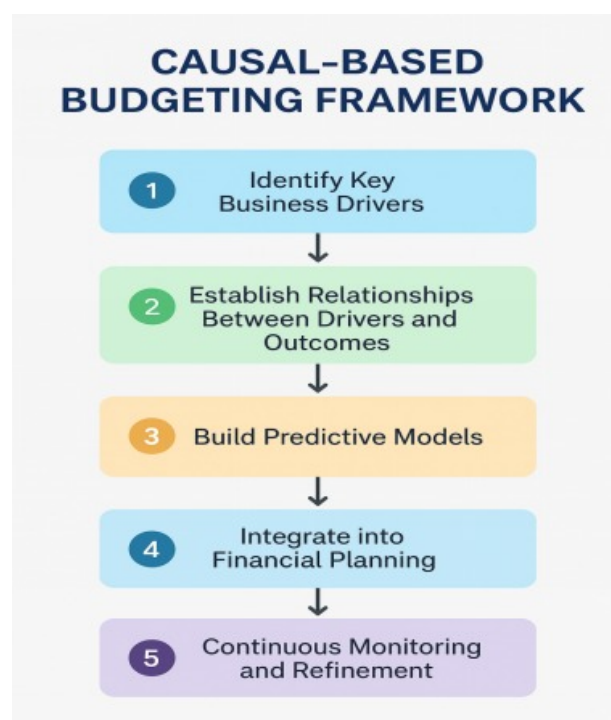 CAUSAL-BASED
BUDGETING FRAMEWORK
1
Identify Key
Business Drivers
2
Establish Relationships
Between Drivers and
Outcomes
3
Build Predictive Models
4
Integrate into
Financial Planning
5
Continuous Monitoring
and Refinement